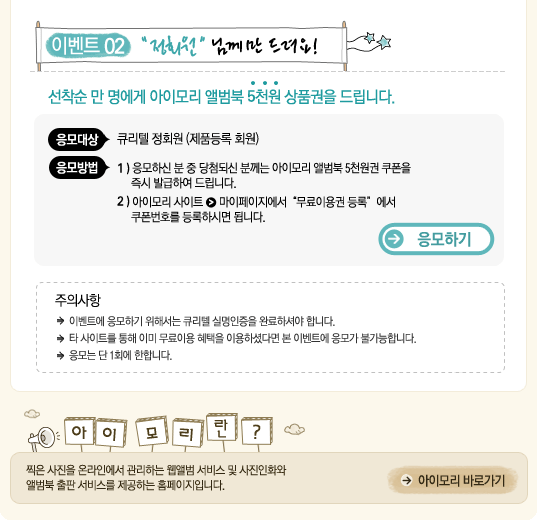 이벤트 02 "정회원" 님께만 드려요!
선착순 만 명에게 아이모리 앨범북 5천원 상품권을 드립니다.
응모대상 큐리텔 정회원 (제품등록 회원)
응모방법 1) 응모하신 분 중 당첨되신 분께는 아이모리 앨범북 5천원권 쿠폰을
즉시 발급하여 드립니다.
2) 아이모리 사이트 마이페이지에서 "무료이용권 등록" 에서
쿠폰번호를 등록하시면 됩니다.
응모하기
주의사항
이벤트에 응모하기 위해서는 큐리텔 실명인증을 완료하셔야 합니다.
타 사이트를 통해 이미 무료이용 혜택을 이용하셨다면 본 이벤트에 응모가 불가능합니다.
응모는 단 1회에 한합니다.
아이모리란?
찍은 사진을 온라인에서 관리하는 웹앨범 서비스 및 사진인화와
앨범북 출판 서비스를 제공하는 홈페이지입니다.
아이모리 바로가기